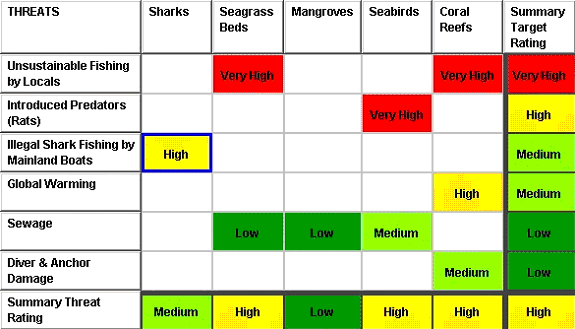 THREATS Sharks Seagrass Beds Mangroves Seabirds Coral Reefs Summary Target Rating
Unsustainable Fishing by Locals Very High Very High Very High
Introduced Predators (Rats) Very High High
Illegal Shark Fishing by Mainland Boats High Medium
Global Warming High Medium
Sewage Low Low Medium Low
Diver & Anchor Damage Medium Low
Summary Threat Rating Medium High Low High High High